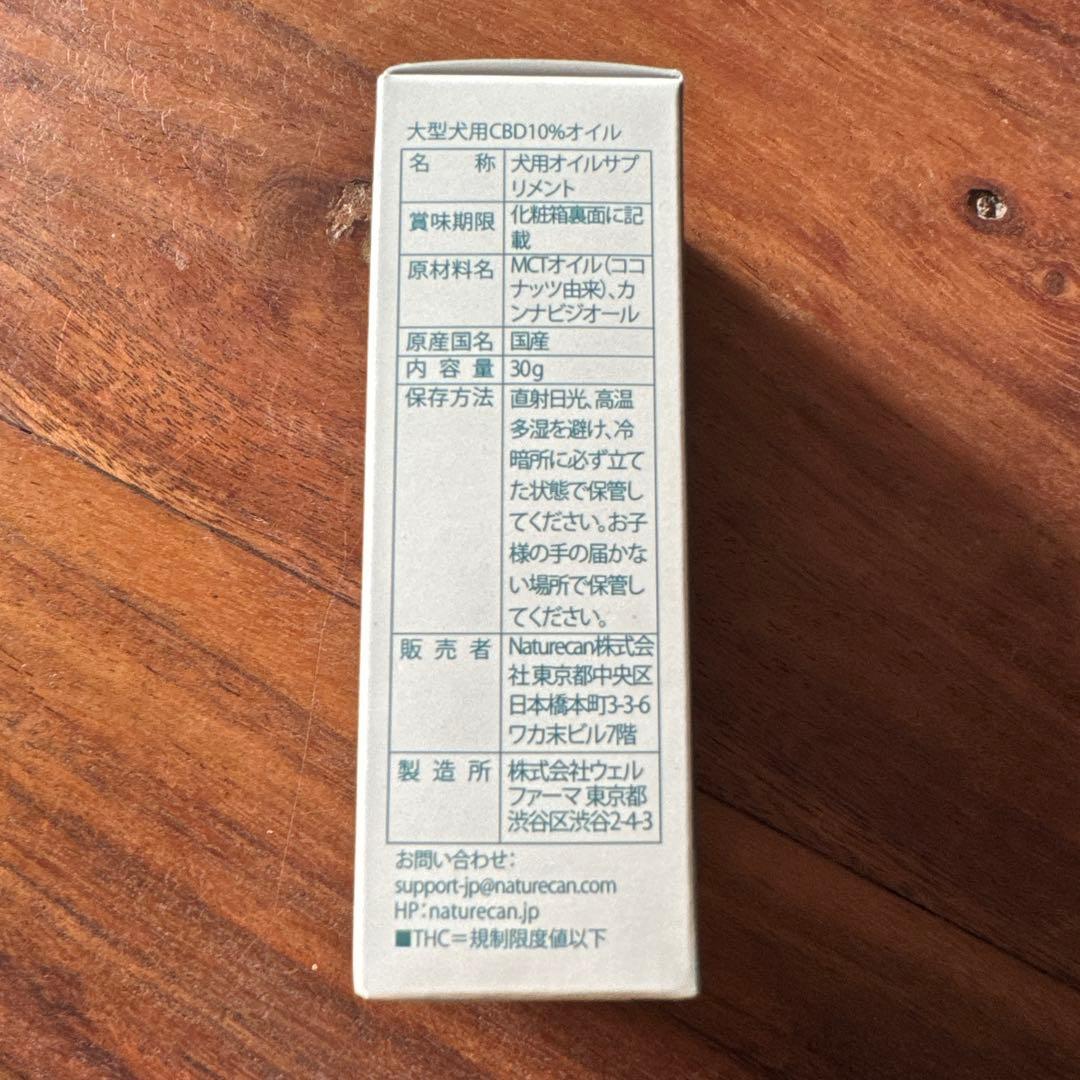 大型犬用CBD10%オイル
名称 犬用オイルサプ
リメント
賞味期限 化粧箱裏面に記
載
原材料名 MCTオイル(ココ
ナッツ由来)、カ
ンナビジオール
原産国名 国産
内容量 30g
保存方法 直射日光、高温
多湿を避け、冷
暗所に必ず立て
た状態で保管し
てください。お子
様の手の届かな
い場所で保管し
てください。
販売者 Naturecan株式会
社 東京都中央区
日本橋本町3-3-6
ワカ末ビル7階
製造所 株式会社ウェル
ファーマ 東京都
渋谷区渋谷2-4-3
お問い合わせ：
support-jp@naturecan.com
HP：naturecan.jp
■THC＝規制限度値以下